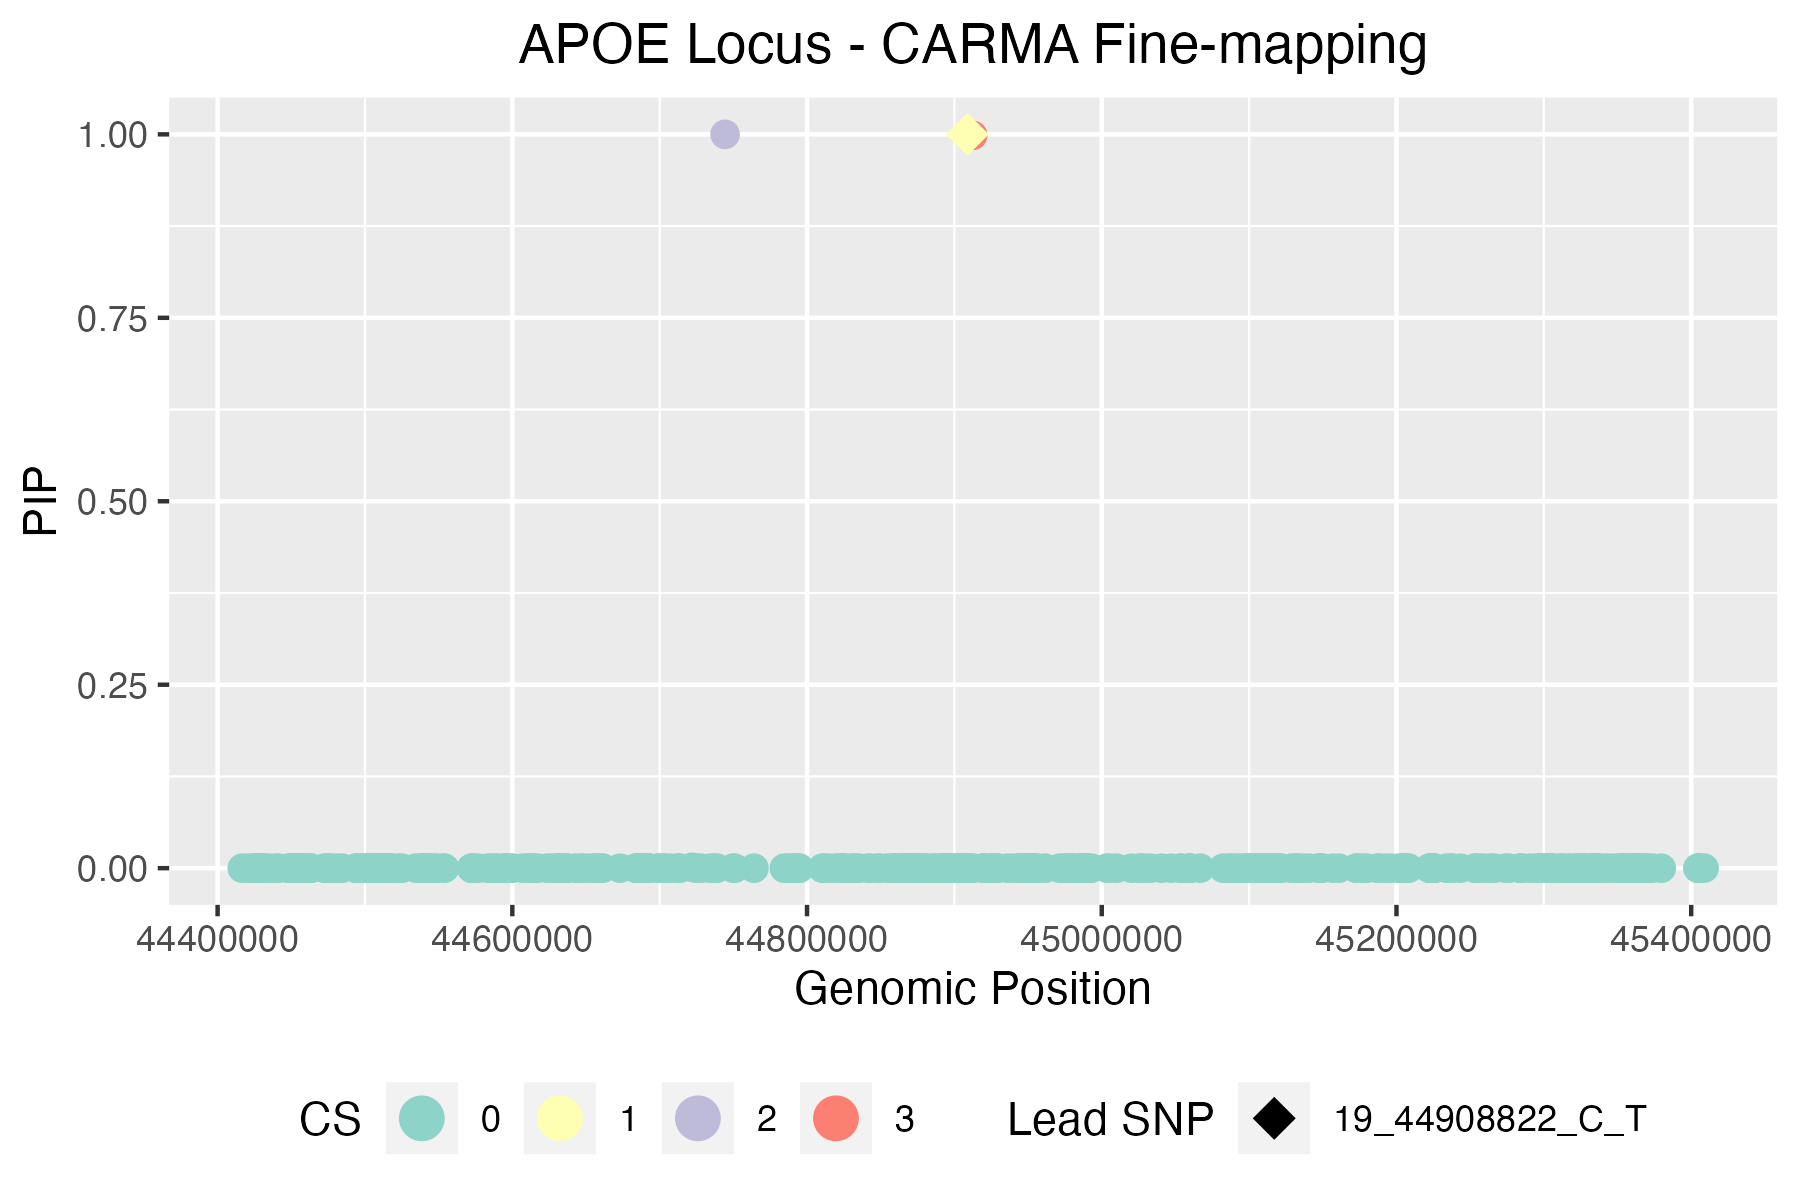 APOE Locus - CARMA Fine-mapping
PIP
1.00
0.75
0.50
0.25
0.00
44400000 44600000 44800000 45000000 45200000 45400000
Genomic Position
CS 0 1 2 3 Lead SNP 19_44908822_C_T